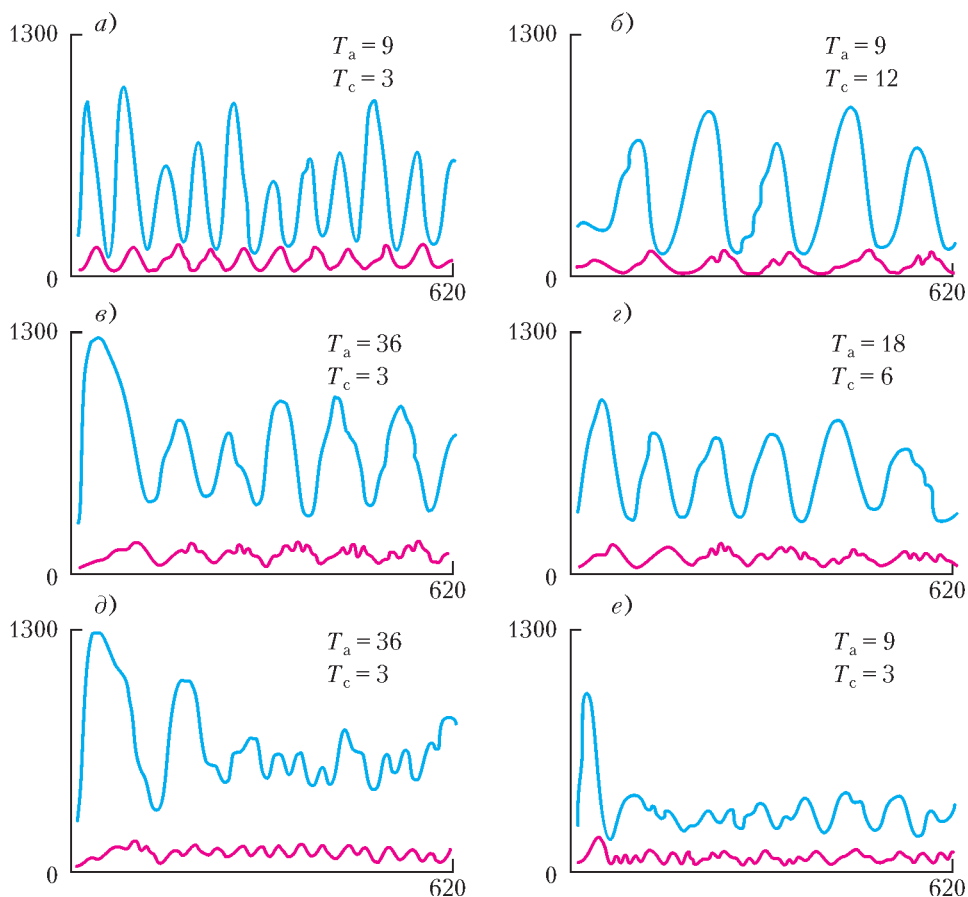 а)
1300
T_a = 9
T_c = 3
0
620
б)
1300
T_a = 9
T_c = 12
0
620
в)
1300
T_a = 36
T_c = 3
0
620
г)
1300
T_a = 18
T_c = 6
0
620
д)
1300
T_a = 36
T_c = 3
0
620
е)
1300
T_a = 9
T_c = 3
0
620